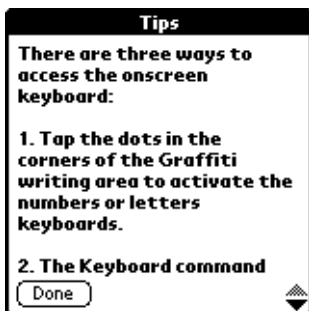 Tips
There are three ways to
access the onscreen
keyboard:
1. Tap the dots in the
corners of the Graffiti
writing area to activate the
numbers or letters
keyboards.
2. The Keyboard command
Done